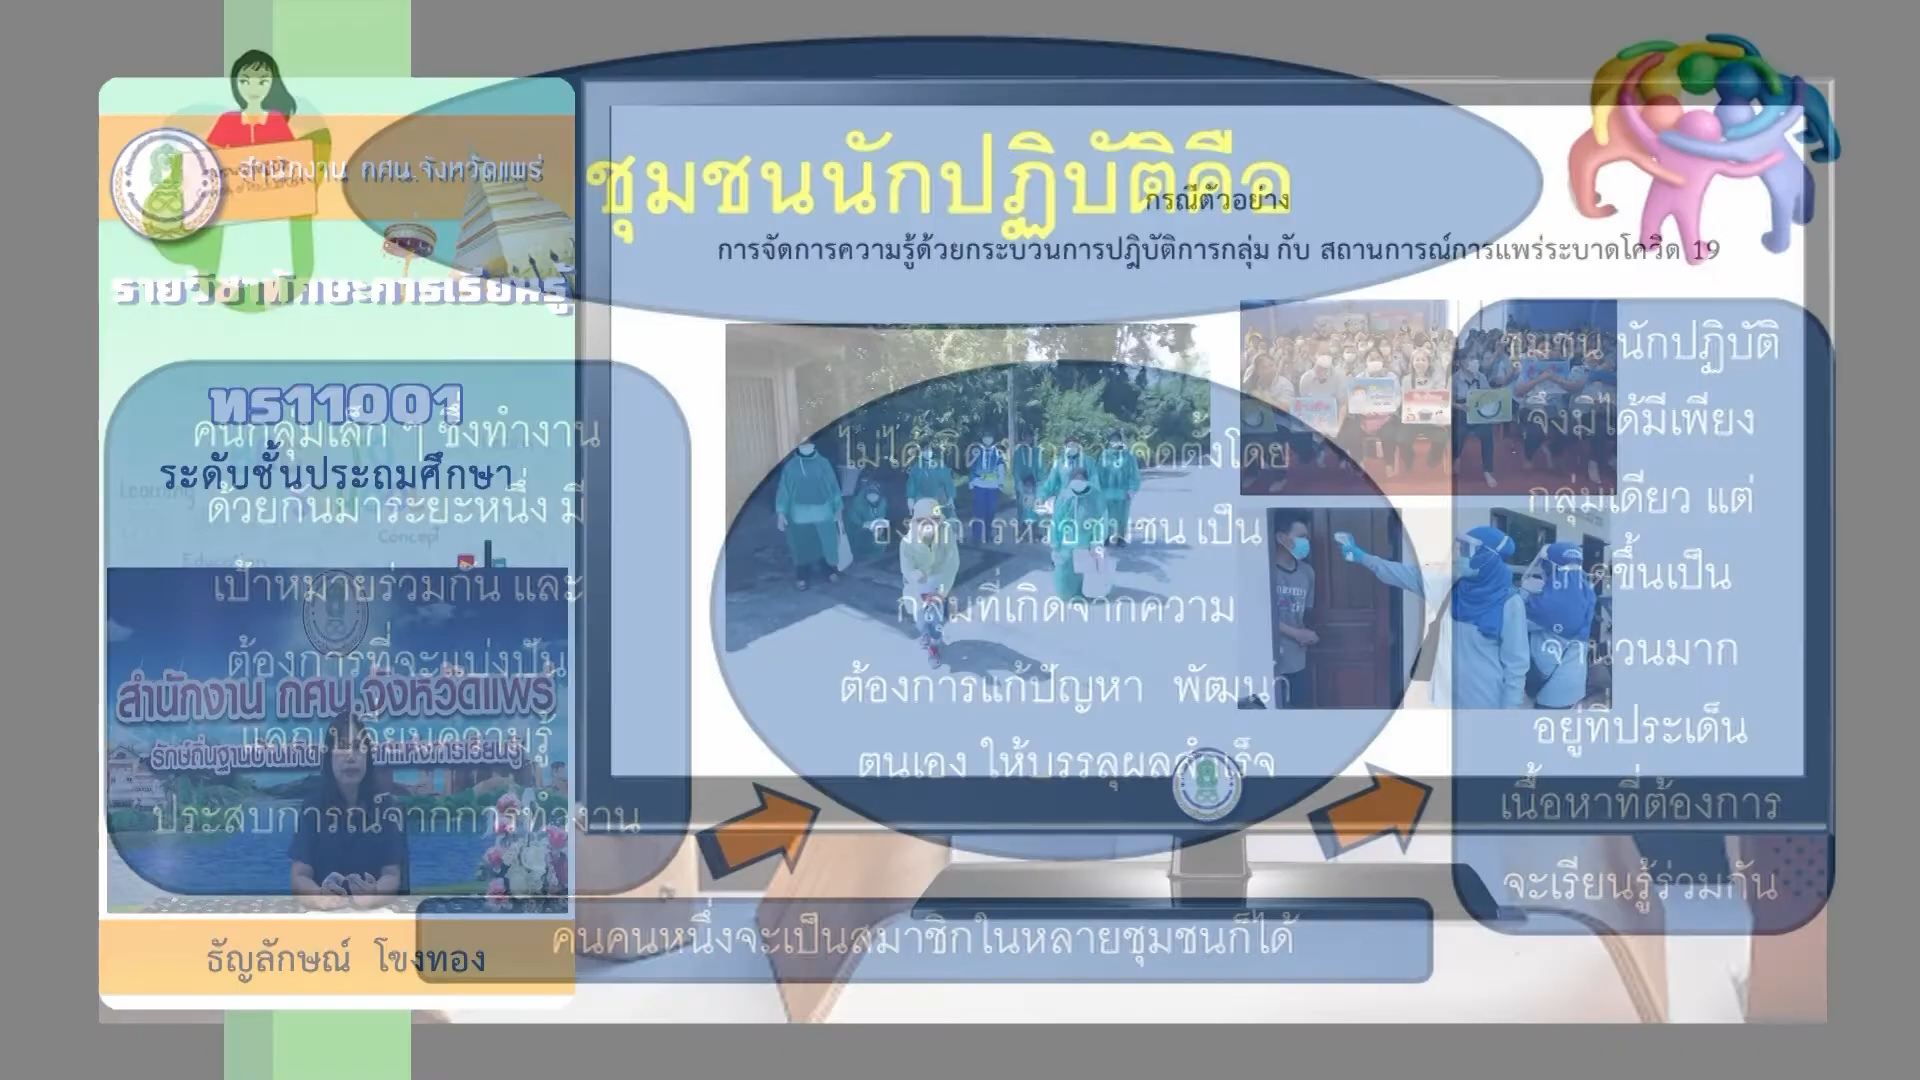 สำนักงาน กศน.จังหวัดแพร่
รายวิชาทักษะการเรียนรู้
ทร11001
ระดับชั้นประถมศึกษา
ชุมชนนักปฏิบัติคือ
กรณีตัวอย่าง
การจัดการความรู้ด้วยกระบวนการปฏิบัติการกลุ่ม กับ สถานการณ์การแพร่ระบาดโควิด 19
คนกลุ่มเล็ก ๆ ซึ่งทำงาน
ด้วยกันมาระยะหนึ่ง มี
เป้าหมายร่วมกัน และ
ต้องการที่จะแบ่งปัน
แลกเปลี่ยนความรู้
ประสบการณ์จากการทำงาน
Learning
Concept
Education
สำนักงาน กศน.จังหวัดแพร่
ธัญลักษณ์ โขงทอง
ไม่ได้เกิดจากการจัดตั้งโดย
องค์การหรือชุมชน เป็น
กลุ่มที่เกิดจากความ
ต้องการแก้ปัญหา พัฒนา
ตนเอง ให้บรรลุผลสำเร็จ
ชุมชน นักปฏิบัติ
จึงมิได้มีเพียง
กลุ่มเดียว แต่
เกิดขึ้นเป็น
จำนวนมาก
อยู่ที่ประเด็น
เนื้อหาที่ต้องการ
จะเรียนรู้ร่วมกัน
คนคนหนึ่งจะเป็นสมาชิกในหลายชุมชนก็ได้